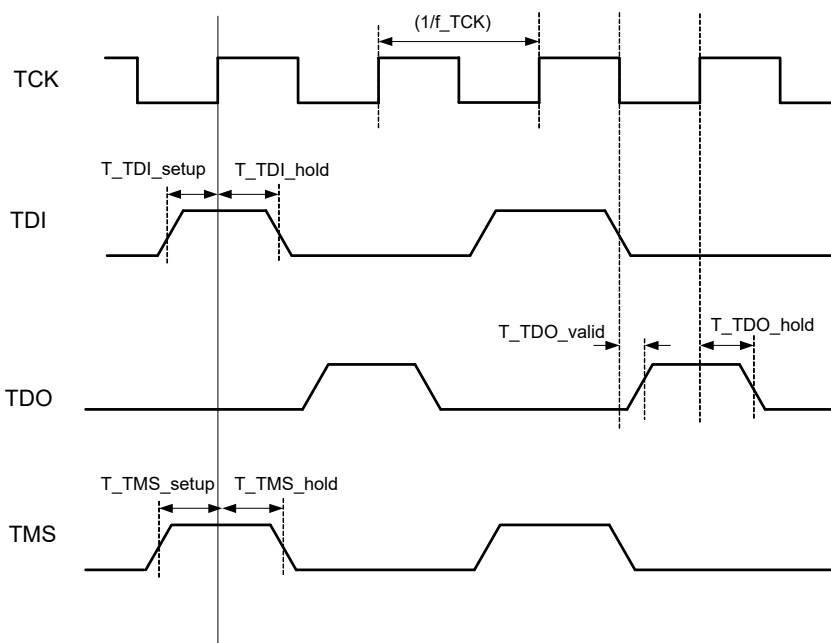 (1/f_TCK)
TCK
T_TDI_setup
T_TDI_hold
TDI
T_TDO_valid
T_TDO_hold
TDO
T_TMS_setup
T_TMS_hold
TMS